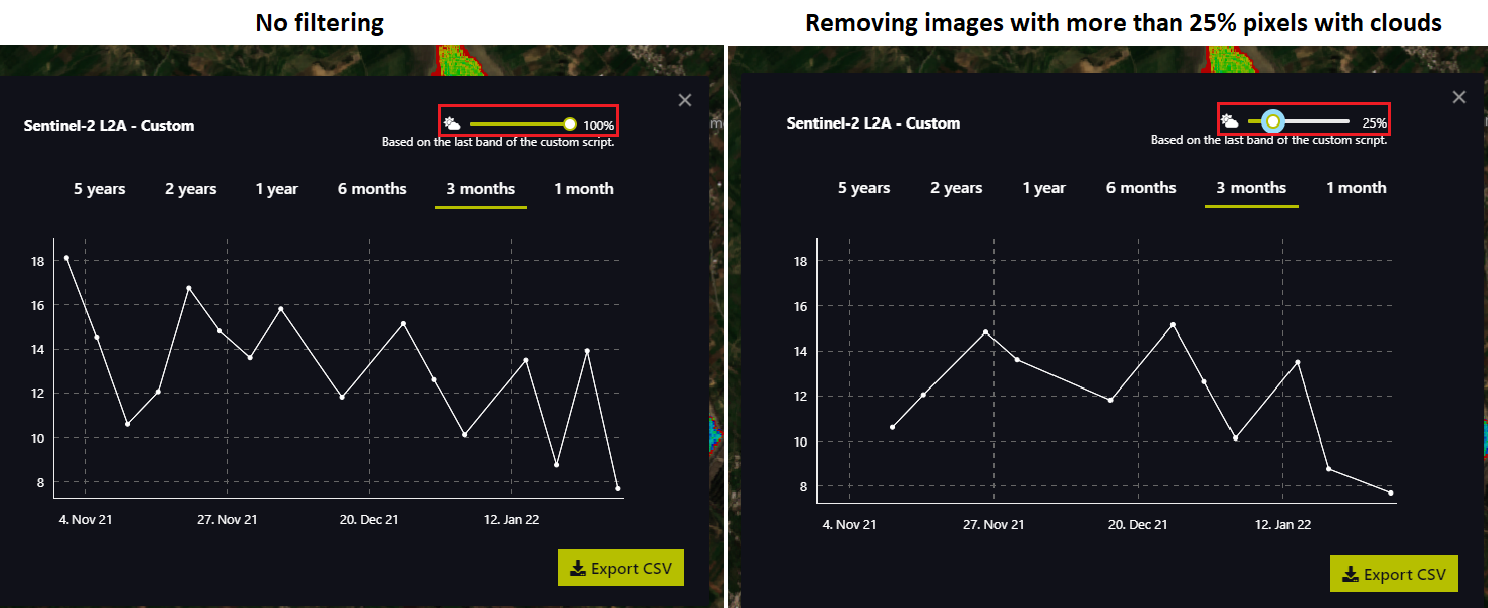 No filtering
Sentinel-2 L2A - Custom
100%
Based on the last band of the custom script.
5 years 2 years 1 year 6 months 3 months 1 month
18
16
14
12
10
8
4. Nov 21 27. Nov 21 20. Dec 21 12. Jan 22
Export CSV
Removing images with more than 25% pixels with clouds
Sentinel-2 L2A - Custom
25%
Based on the last band of the custom script.
5 years 2 years 1 year 6 months 3 months 1 month
18
16
14
12
10
8
4. Nov 21 27. Nov 21 20. Dec 21 12. Jan 22
Export CSV